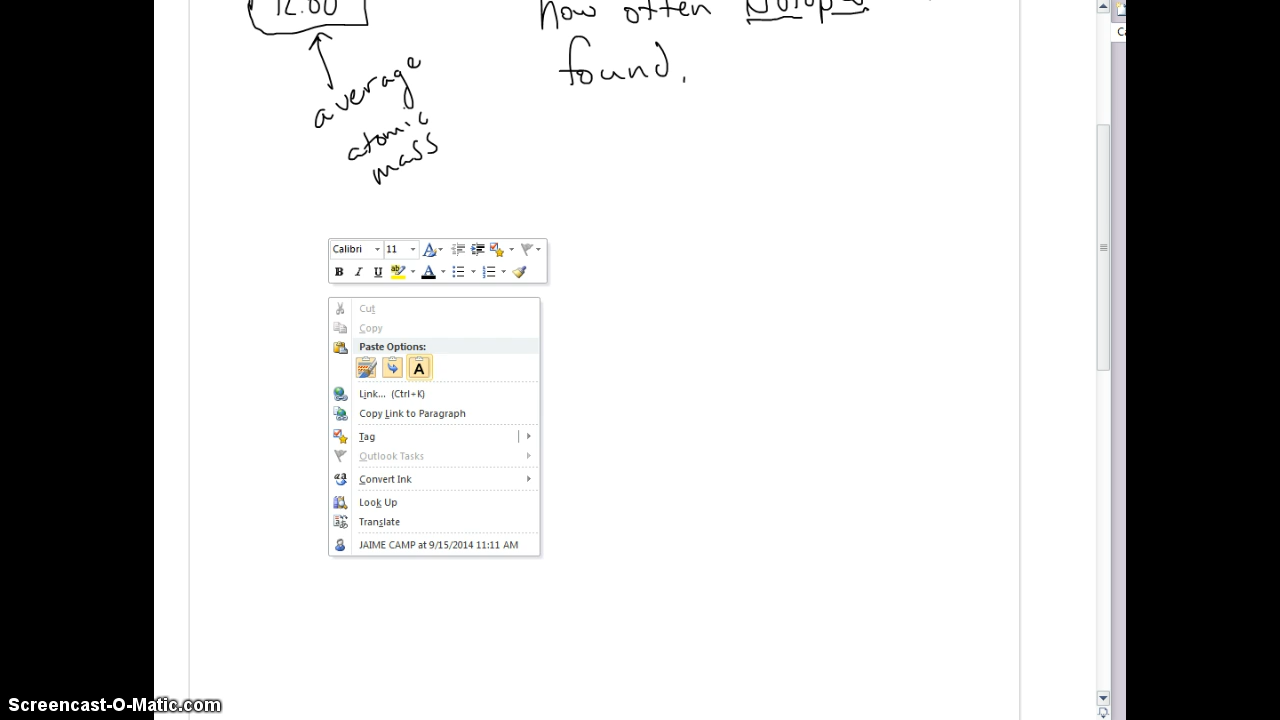 12.00
how often isotopes
found.
average
atomic
mass
Calibri 11
B I U ab A
Cut
Copy
Paste Options:
A
Link... (Ctrl+K)
Copy Link to Paragraph
Tag
Outlook Tasks
Convert Ink
Look Up
Translate
JAIME CAMP at 9/15/2014 11:11 AM
Screencast-O-Matic.com